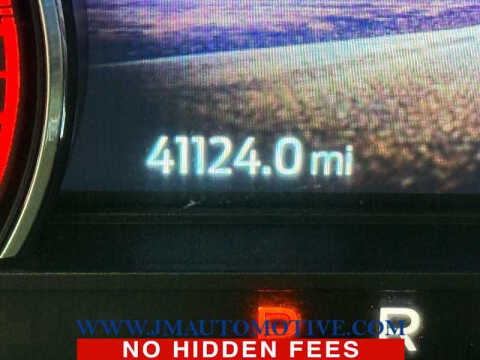 41124.0 mi
P R
WWW.JMAUTOMOTIVE.COM
NO HIDDEN FEES